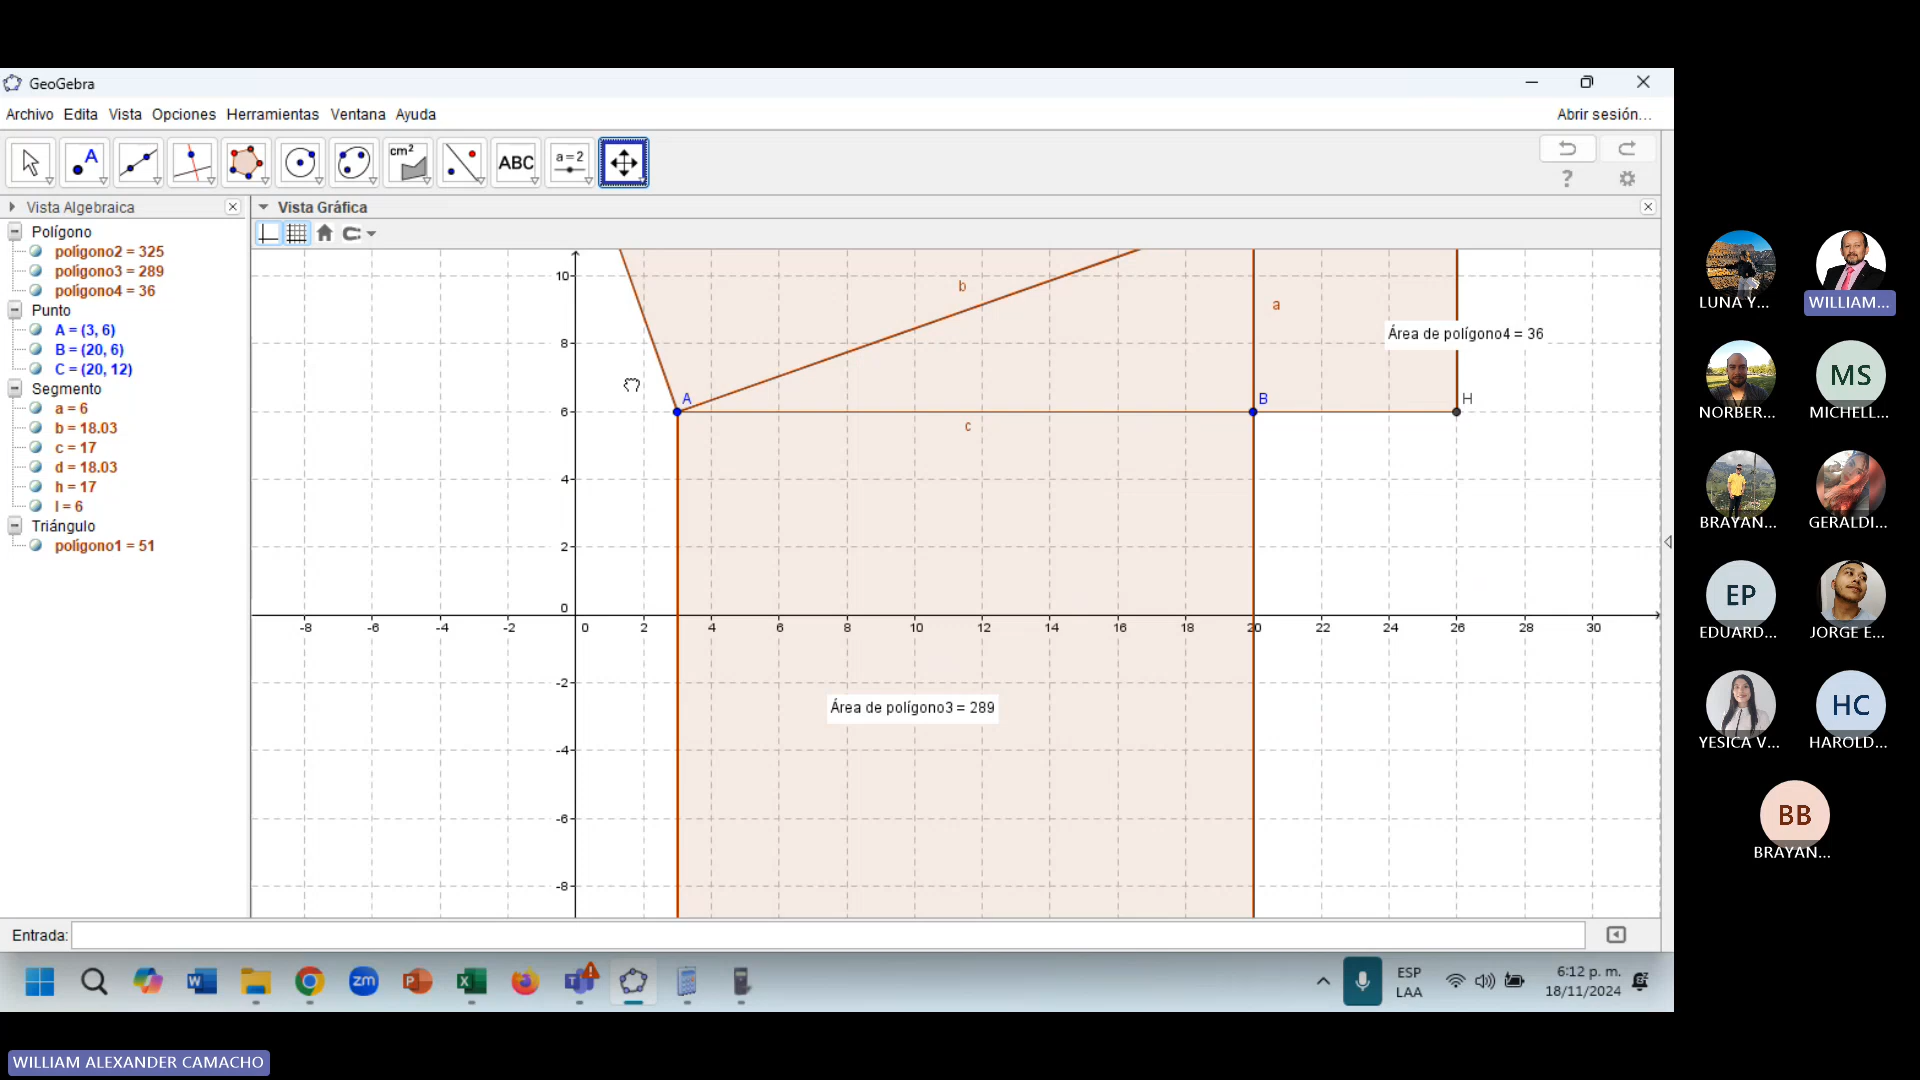 GeoGebra
Archivo Edita Vista Opciones Herramientas Ventana Ayuda
Abrir sesión...
A
cm²
ABC
a=2
?
Vista Algebraica
Vista Gráfica
Polígono
polígono2 = 325
polígono3 = 289
polígono4 = 36
Punto
A = (3, 6)
B = (20, 6)
C = (20, 12)
Segmento
a = 6
b = 18.03
c = 17
d = 18.03
h = 17
l = 6
Triángulo
polígono1 = 51
10
b
a
Área de polígono4 = 36
8
A
B
H
6
c
4
2
0
-8 -6 -4 -2 0 2 4 6 8 10 12 14 16 18 20 22 24 26 28 30
-2
Área de polígono3 = 289
-4
-6
-8
Entrada:
zm
ESP
LAA
6:12 p. m.
18/11/2024
LUNA Y...
WILLIAM...
NORBER...
MS
MICHELL...
BRAYAN...
GERALDI...
EP
EDUARD...
JORGE E...
YESICA V...
HC
HAROLD...
BB
BRAYAN...
WILLIAM ALEXANDER CAMACHO